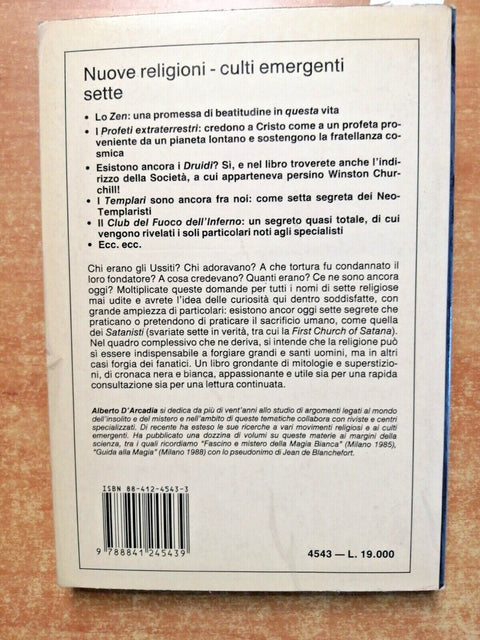 Nuove religioni - culti emergenti
sette
• Lo Zen: una promessa di beatitudine in questa vita
• I Profeti extraterrestri: credono a Cristo come a un profeta pro-
veniente da un pianeta lontano e sostengono la fratellanza co-
smica
• Esistono ancora i Druidi? Sì, e nel libro troverete anche l'indi-
rizzo della Società, a cui apparteneva persino Winston Chur-
chill!
• I Templari sono ancora fra noi: come setta segreta dei Neo-
Templaristi
• Il Club del Fuoco dell'Inferno: un segreto quasi totale, di cui
vengono rivelati i soli particolari noti agli specialisti
• Ecc. ecc.
Chi erano gli Ussiti? Chi adoravano? A che tortura fu condannato il
loro fondatore? A cosa credevano? Quanti erano? Ce ne sono ancora
oggi? Moltiplicate queste domande per tutti i nomi di sette religiose
mai udite e avrete l'idea delle curiosità qui dentro soddisfatte, con
grande ampiezza di particolari: esistono ancor oggi sette segrete che
praticano o pretendono di praticare il sacrificio umano, come quella
dei Satanisti (svariate sette in verità, tra cui la First Church of Satana).
Nel quadro complessivo che ne deriva, si intende che la religione può
sì essere indispensabile a forgiare grandi e santi uomini, ma in altri
casi forgia dei fanatici. Un libro grondante di mitologie e superstizio-
ni, di cronaca nera e bianca, appassionante e utile sia per una rapida
consultazione sia per una lettura continuata.
Alberto D'Arcadia si dedica da più di vent'anni allo studio di argomenti legati al mondo
dell'insolito e del mistero e nell'ambito di queste tematiche collabora con riviste e centri
specializzati. Di recente ha esteso le sue ricerche a vari movimenti religiosi e ai culti
emergenti. Ha pubblicato una dozzina di volumi su queste materie ai margini della
scienza, tra i quali ricordiamo "Fascino e mistero della Magia Bianca" (Milano 1985),
"Guida alla Magia" (Milano 1988) con lo pseudonimo di Jean de Blanchefort.
ISBN 88-412-4543-3
9 788841 245439
4543 — L. 19.000